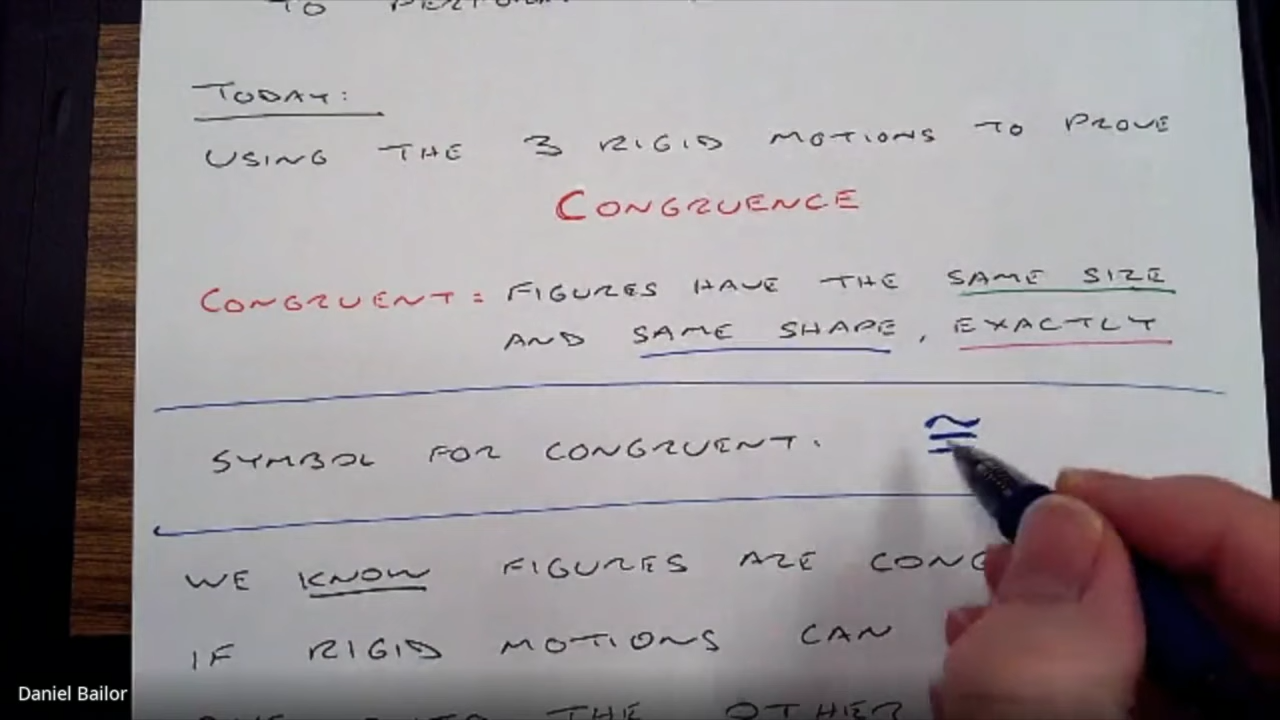 TO
TODAY:
USING THE 3 RIGID MOTIONS TO PROVE
CONGRUENCE
CONGRUENT = FIGURES HAVE THE SAME SIZE
AND SAME SHAPE, EXACTLY
SYMBOL FOR CONGRUENT: ≅
WE KNOW FIGURES ARE
IF RIGID MOTIONS CAN
THE OTHER
Daniel Bailor